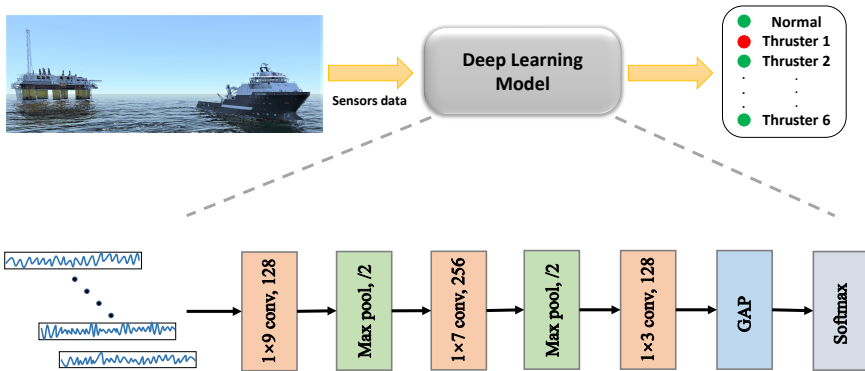 Sensors data
Deep Learning
Model
Normal
Thruster 1
Thruster 2
Thruster 6
1×9 conv, 128
Max pool, /2
1×7 conv, 256
Max pool, /2
1×3 conv, 128
GAP
Softmax